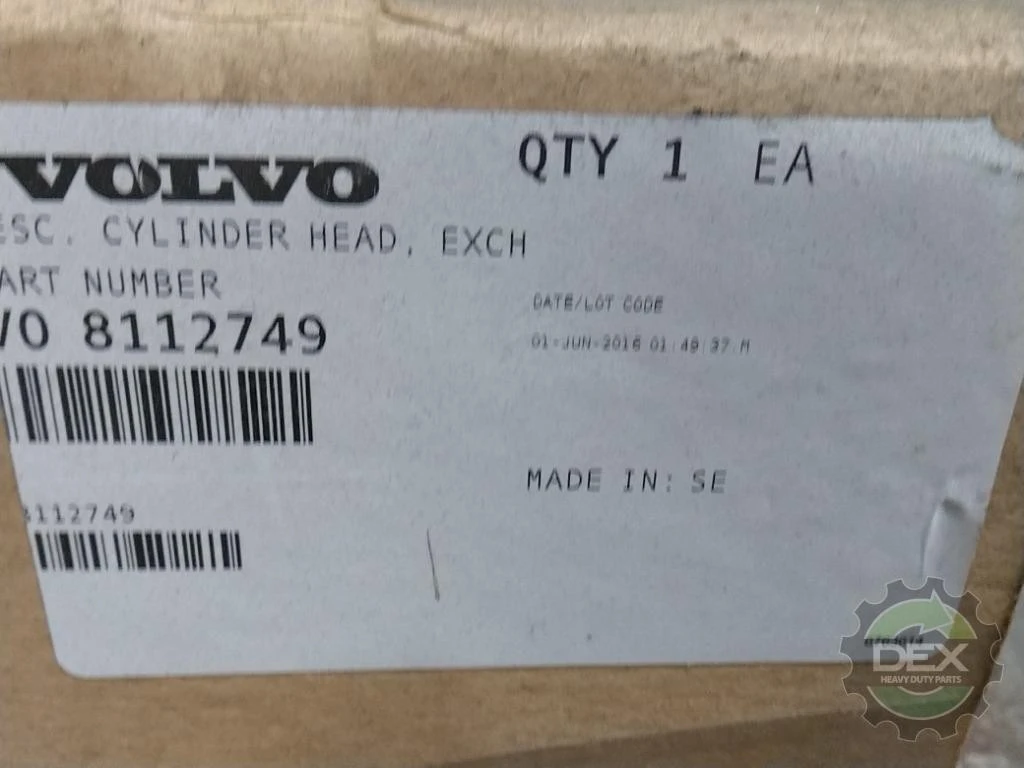 VOLVO
QTY 1 EA
ESC. CYLINDER HEAD, EXCH
ART NUMBER
VO 8112749
DATE/LOT CODE
01-JUN-2016 01:49:37 M
MADE IN: SE
8112749
DEX
HEAVY DUTY PARTS